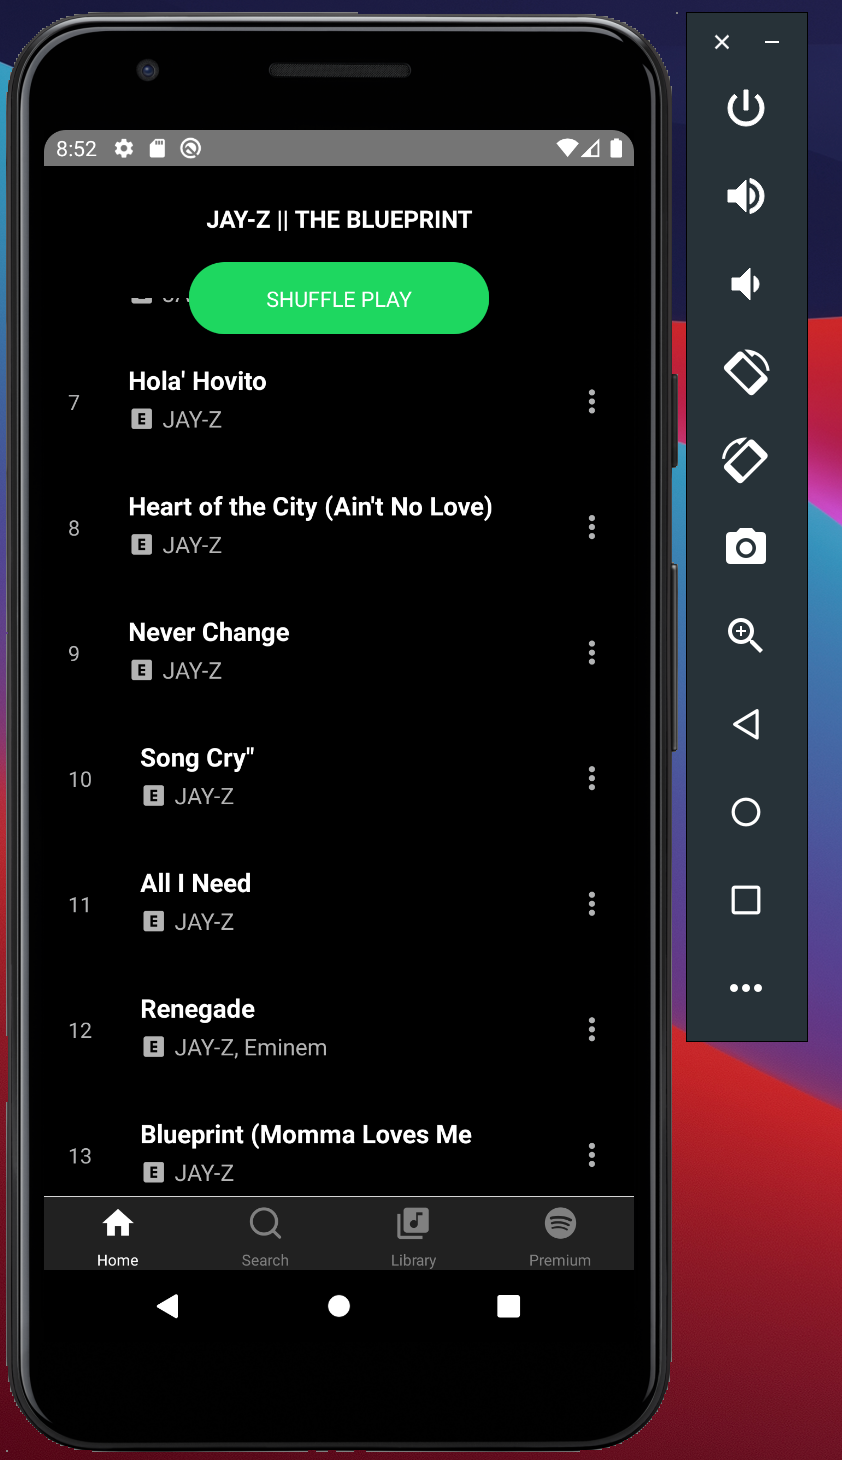 8:52
JAY-Z || THE BLUEPRINT
SHUFFLE PLAY
7
Hola' Hovito
E JAY-Z
8
Heart of the City (Ain't No Love)
E JAY-Z
9
Never Change
E JAY-Z
10
Song Cry"
E JAY-Z
11
All I Need
E JAY-Z
12
Renegade
E JAY-Z, Eminem
13
Blueprint (Momma Loves Me
E JAY-Z
Home
Search
Library
Premium